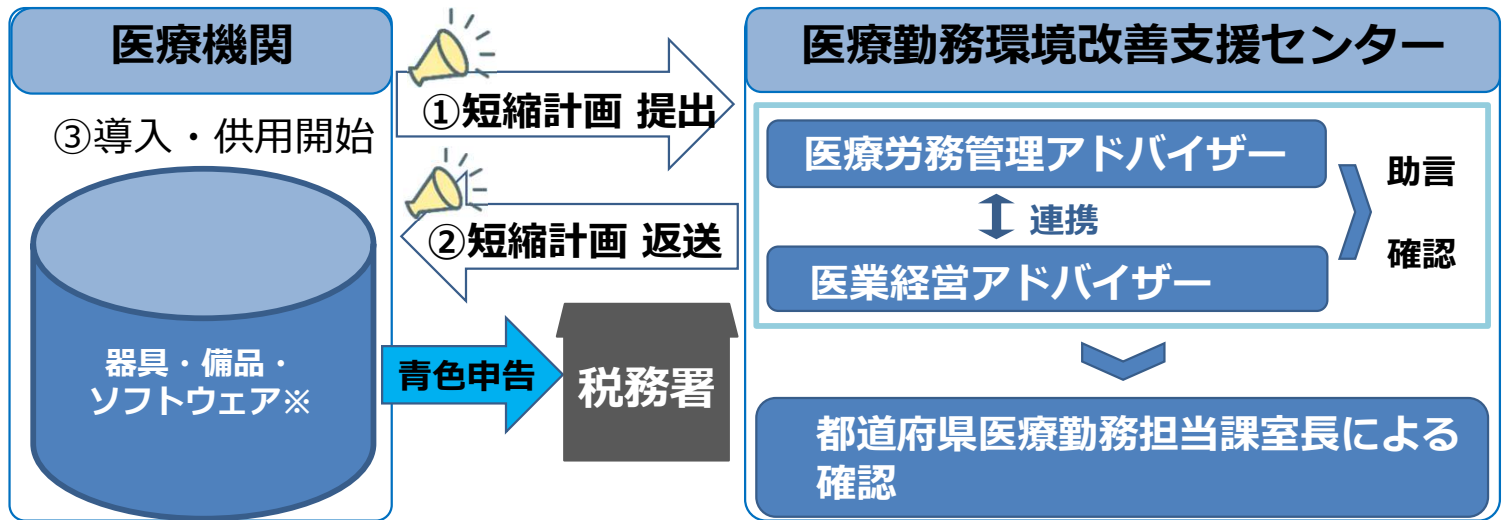 医療機関
③導入・供用開始
器具・備品・
ソフトウェア※
①短縮計画 提出
②短縮計画 返送
青色申告
税務署
医療勤務環境改善支援センター
医療労務管理アドバイザー
連携
医業経営アドバイザー
助言
確認
都道府県医療勤務担当課室長による
確認